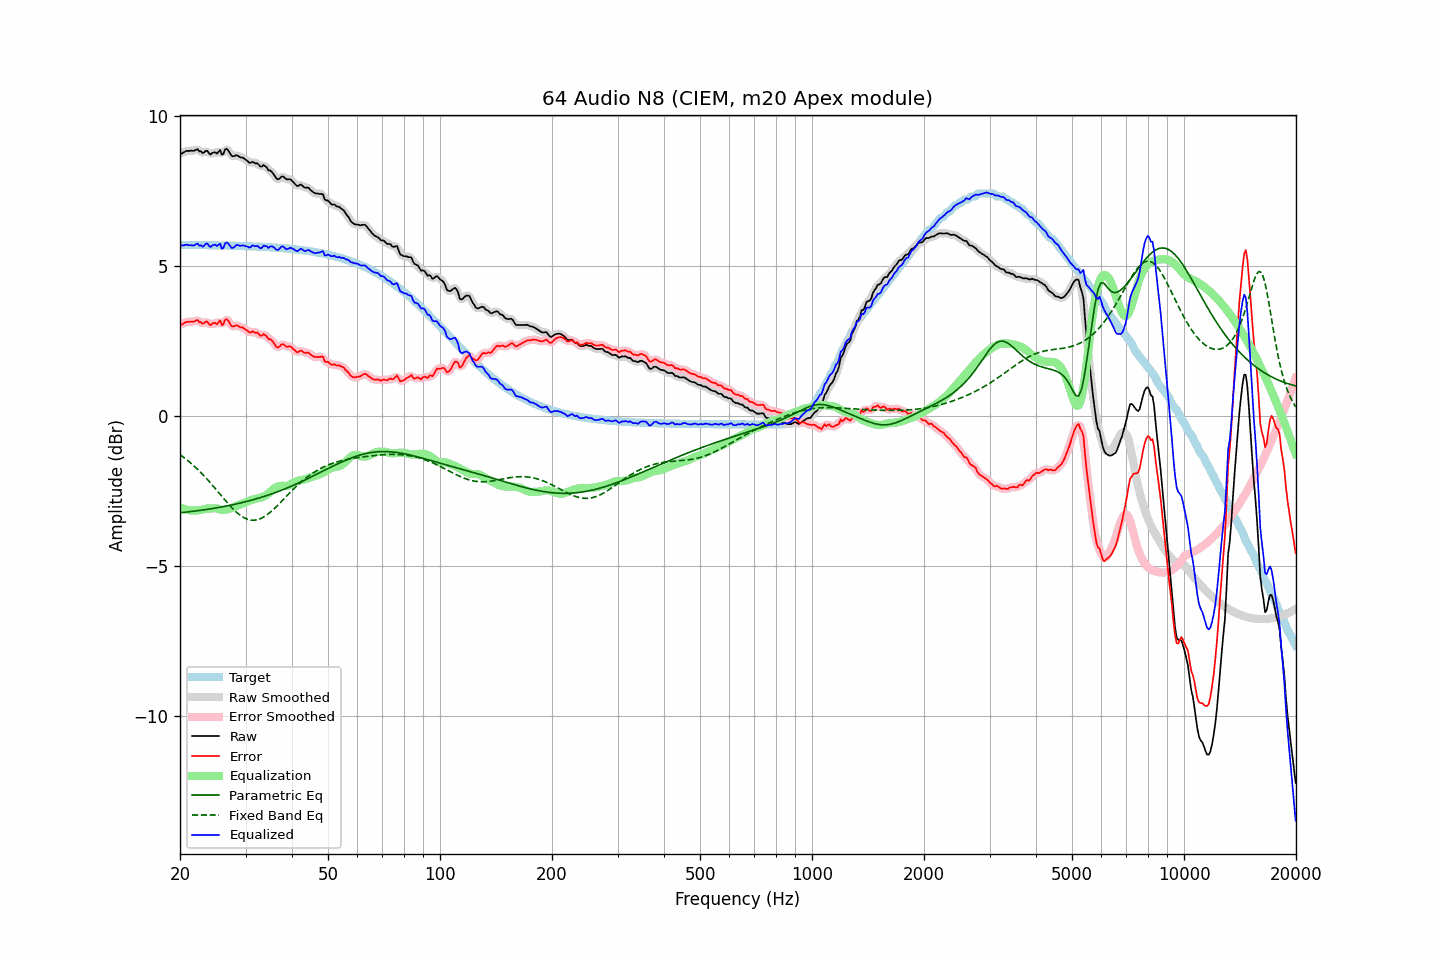 64 Audio N8 (CIEM, m20 Apex module)
10
5
0
−5
−10
Amplitude (dBr)
Target
Raw Smoothed
Error Smoothed
Raw
Error
Equalization
Parametric Eq
Fixed Band Eq
Equalized
20 50 100 200 500 1000 2000 5000 10000 20000
Frequency (Hz)